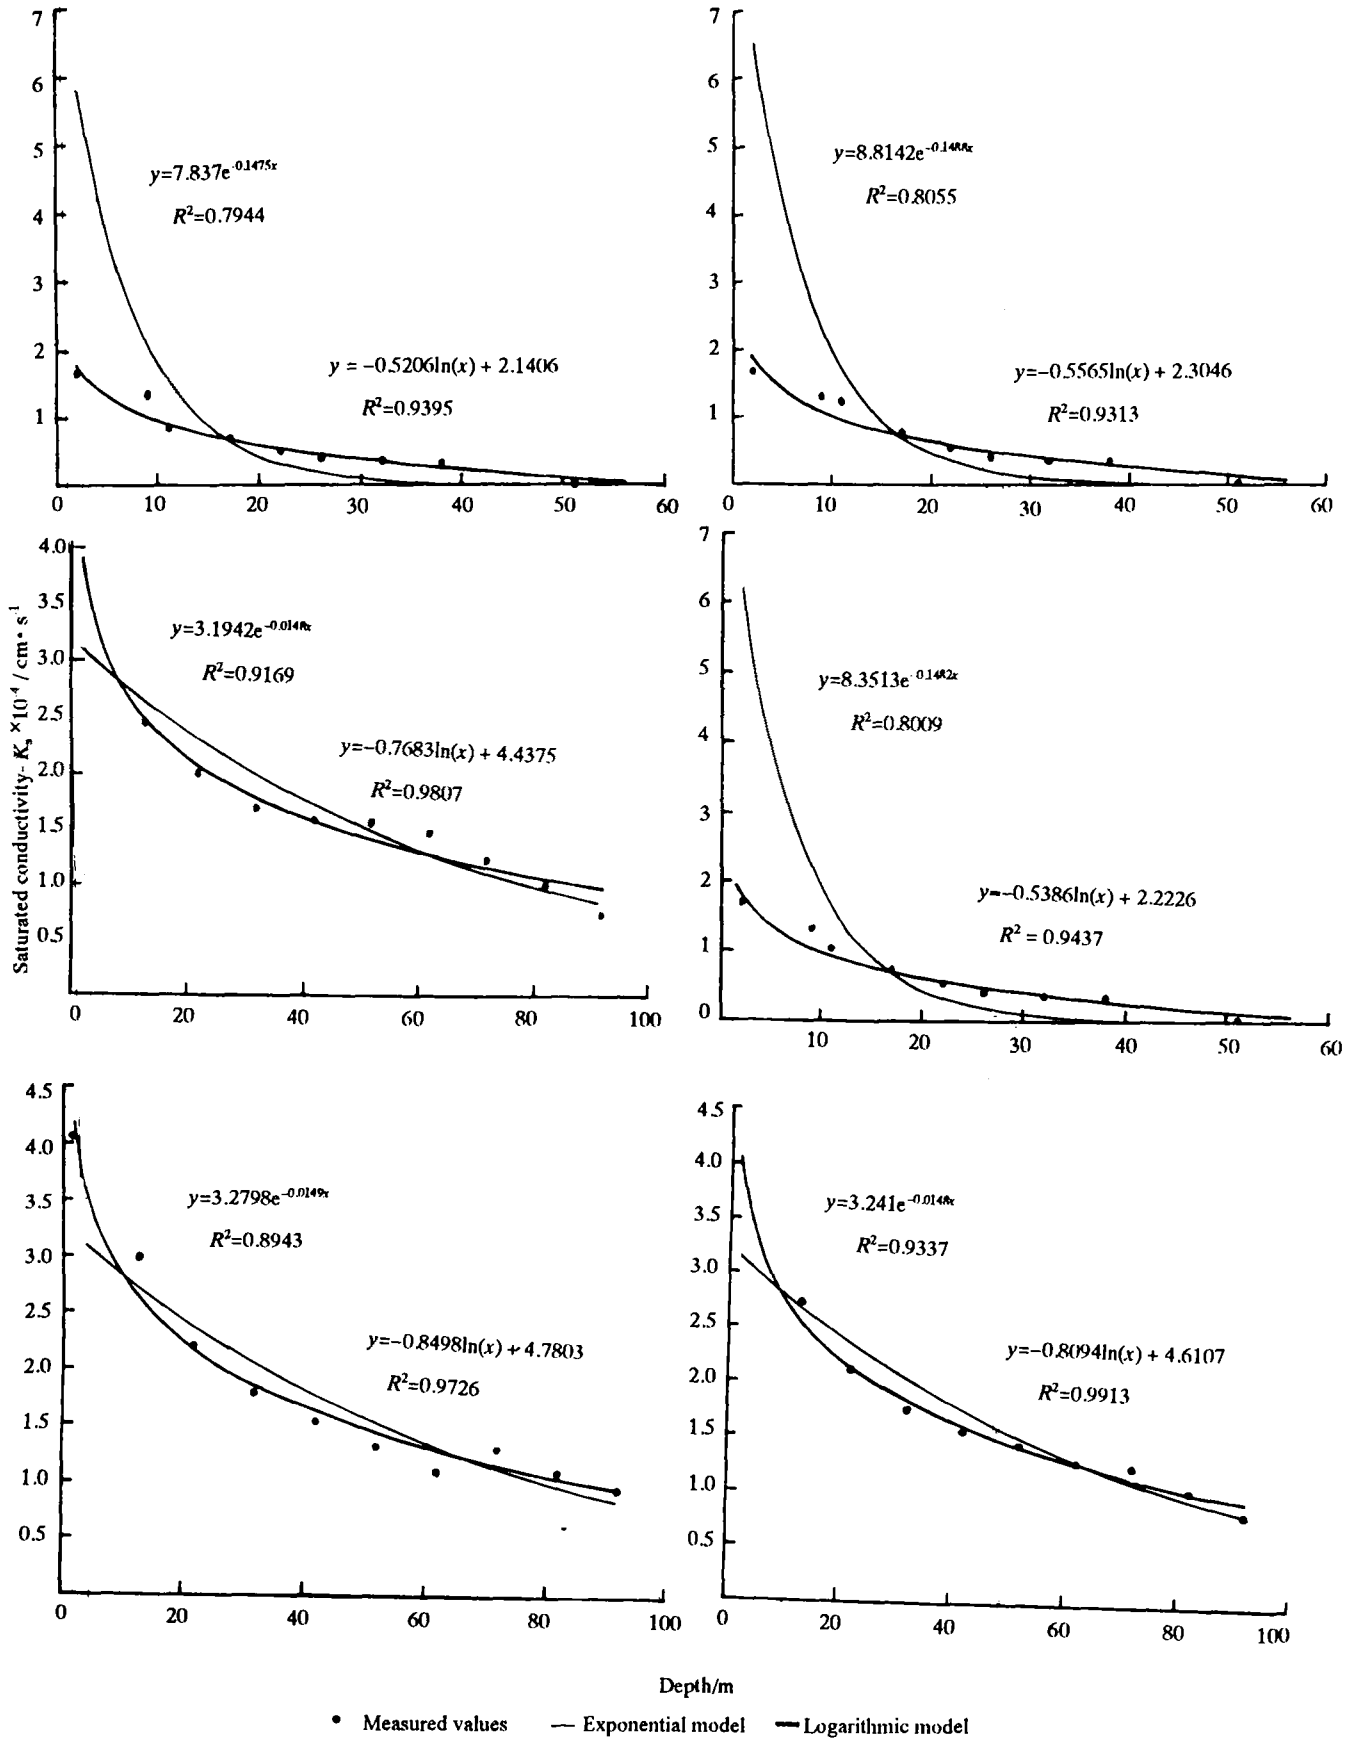 7
6
5
4
3
2
1
0 10 20 30 40 50 60
y=7.837e^-0.1475x
R²=0.7944
y = −0.5206ln(x) + 2.1406
R²=0.9395
7
6
5
4
3
2
1
0 10 20 30 40 50 60
y=8.8142e^-0.1488x
R²=0.8055
y=−0.5565ln(x) + 2.3046
R²=0.9313
Saturated conductivity- Ks ×10^-4 / cm• s^-1
4.0
3.5
3.0
2.5
2.0
1.5
1.0
0.5
0 20 40 60 80 100
y=3.1942e^-0.0148x
R²=0.9169
y=−0.7683ln(x) + 4.4375
R²=0.9807
7
6
5
4
3
2
1
0
10 20 30 40 50 60
y=8.3513e^-0.1482x
R²=0.8009
y=−0.5386ln(x) + 2.2226
R² = 0.9437
4.5
4.0
3.5
3.0
2.5
2.0
1.5
1.0
0.5
0 20 40 60 80 100
y=3.2798e^-0.0149x
R²=0.8943
y=−0.8498ln(x) + 4.7803
R²=0.9726
4.5
4.0
3.5
3.0
2.5
2.0
1.5
1.0
0.5
0 20 40 60 80 100
y=3.241e^-0.0148x
R²=0.9337
y=−0.8094ln(x) + 4.6107
R²=0.9913
Depth/m
• Measured values — Exponential model — Logarithmic model